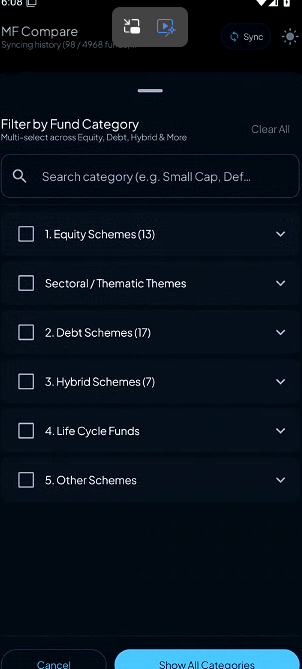 6:08
MF Compare
Syncing history (98 / 4968 funds)...
Sync
Filter by Fund Category
Multi-select across Equity, Debt, Hybrid & More
Clear All
Search category (e.g. Small Cap, Def...
1. Equity Schemes (13)
Sectoral / Thematic Themes
2. Debt Schemes (17)
3. Hybrid Schemes (7)
4. Life Cycle Funds
5. Other Schemes
Cancel
Show All Categories